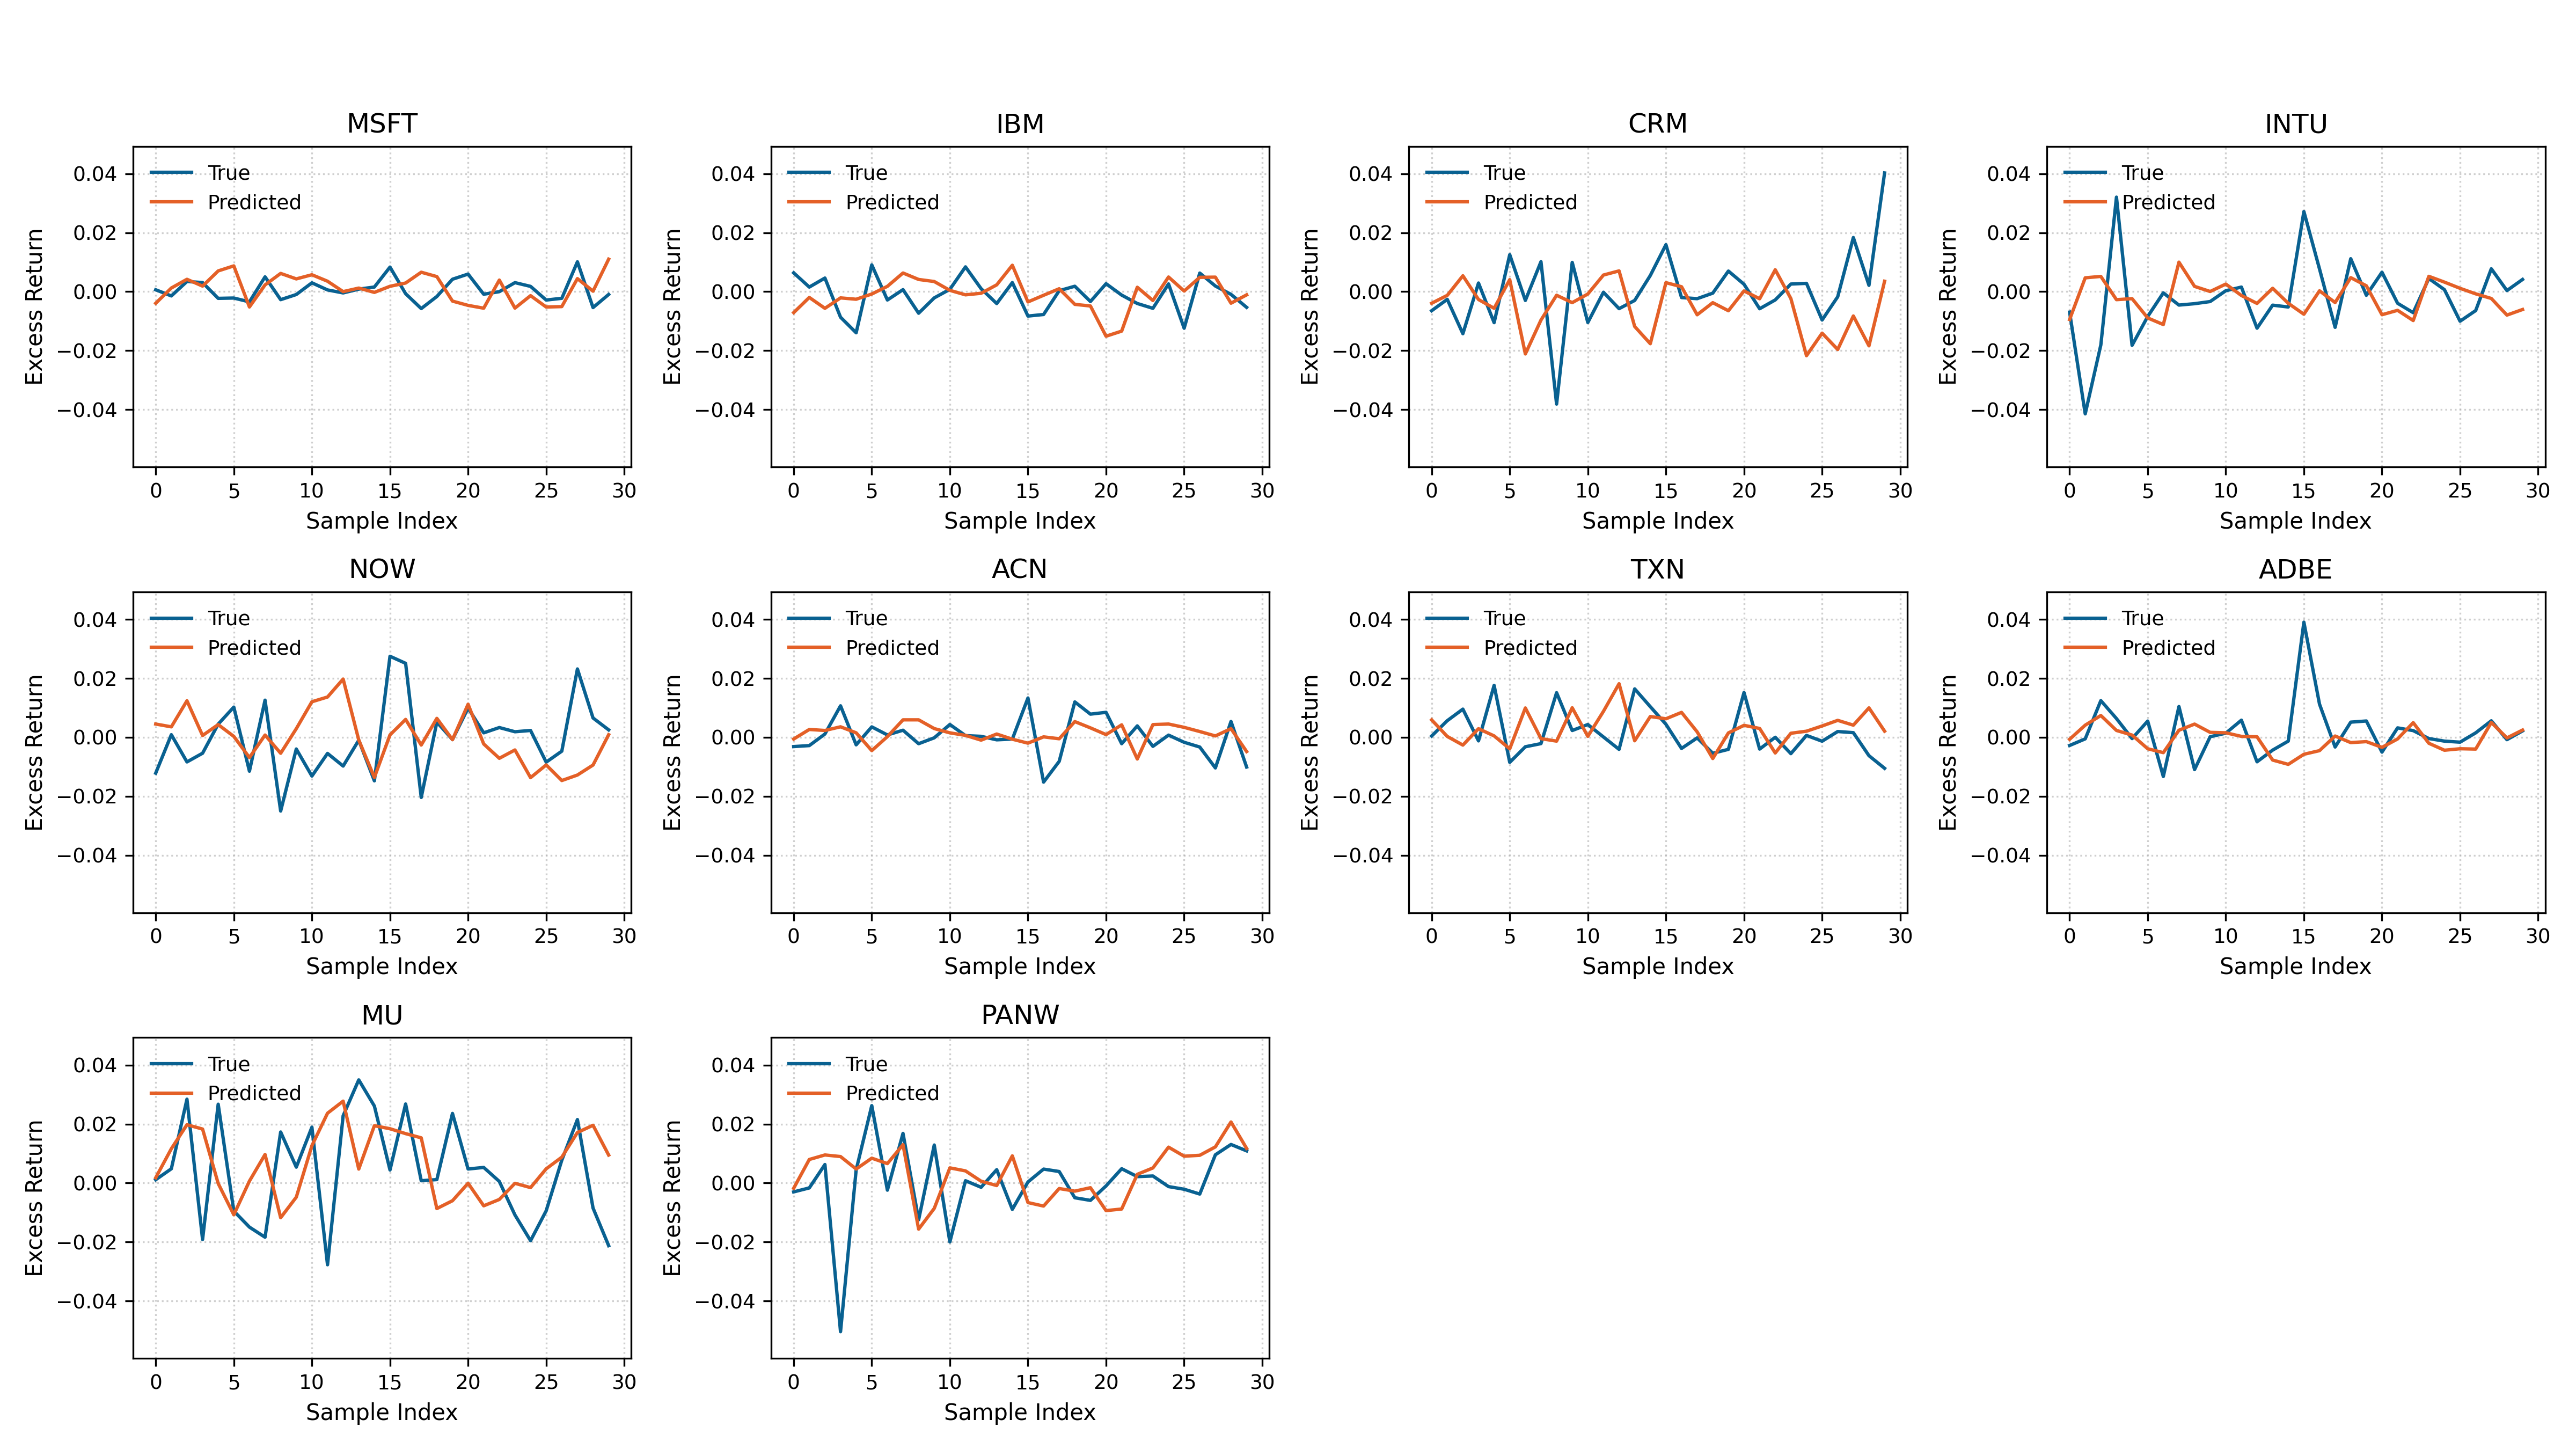 MSFT
Excess Return
0.04
0.02
0.00
−0.02
−0.04
True
Predicted
0 5 10 15 20 25 30
Sample Index
IBM
Excess Return
0.04
0.02
0.00
−0.02
−0.04
True
Predicted
0 5 10 15 20 25 30
Sample Index
CRM
Excess Return
0.04
0.02
0.00
−0.02
−0.04
True
Predicted
0 5 10 15 20 25 30
Sample Index
INTU
Excess Return
0.04
0.02
0.00
−0.02
−0.04
True
Predicted
0 5 10 15 20 25 30
Sample Index
NOW
Excess Return
0.04
0.02
0.00
−0.02
−0.04
True
Predicted
0 5 10 15 20 25 30
Sample Index
ACN
Excess Return
0.04
0.02
0.00
−0.02
−0.04
True
Predicted
0 5 10 15 20 25 30
Sample Index
TXN
Excess Return
0.04
0.02
0.00
−0.02
−0.04
True
Predicted
0 5 10 15 20 25 30
Sample Index
ADBE
Excess Return
0.04
0.02
0.00
−0.02
−0.04
True
Predicted
0 5 10 15 20 25 30
Sample Index
MU
Excess Return
0.04
0.02
0.00
−0.02
−0.04
True
Predicted
0 5 10 15 20 25 30
Sample Index
PANW
Excess Return
0.04
0.02
0.00
−0.02
−0.04
True
Predicted
0 5 10 15 20 25 30
Sample Index